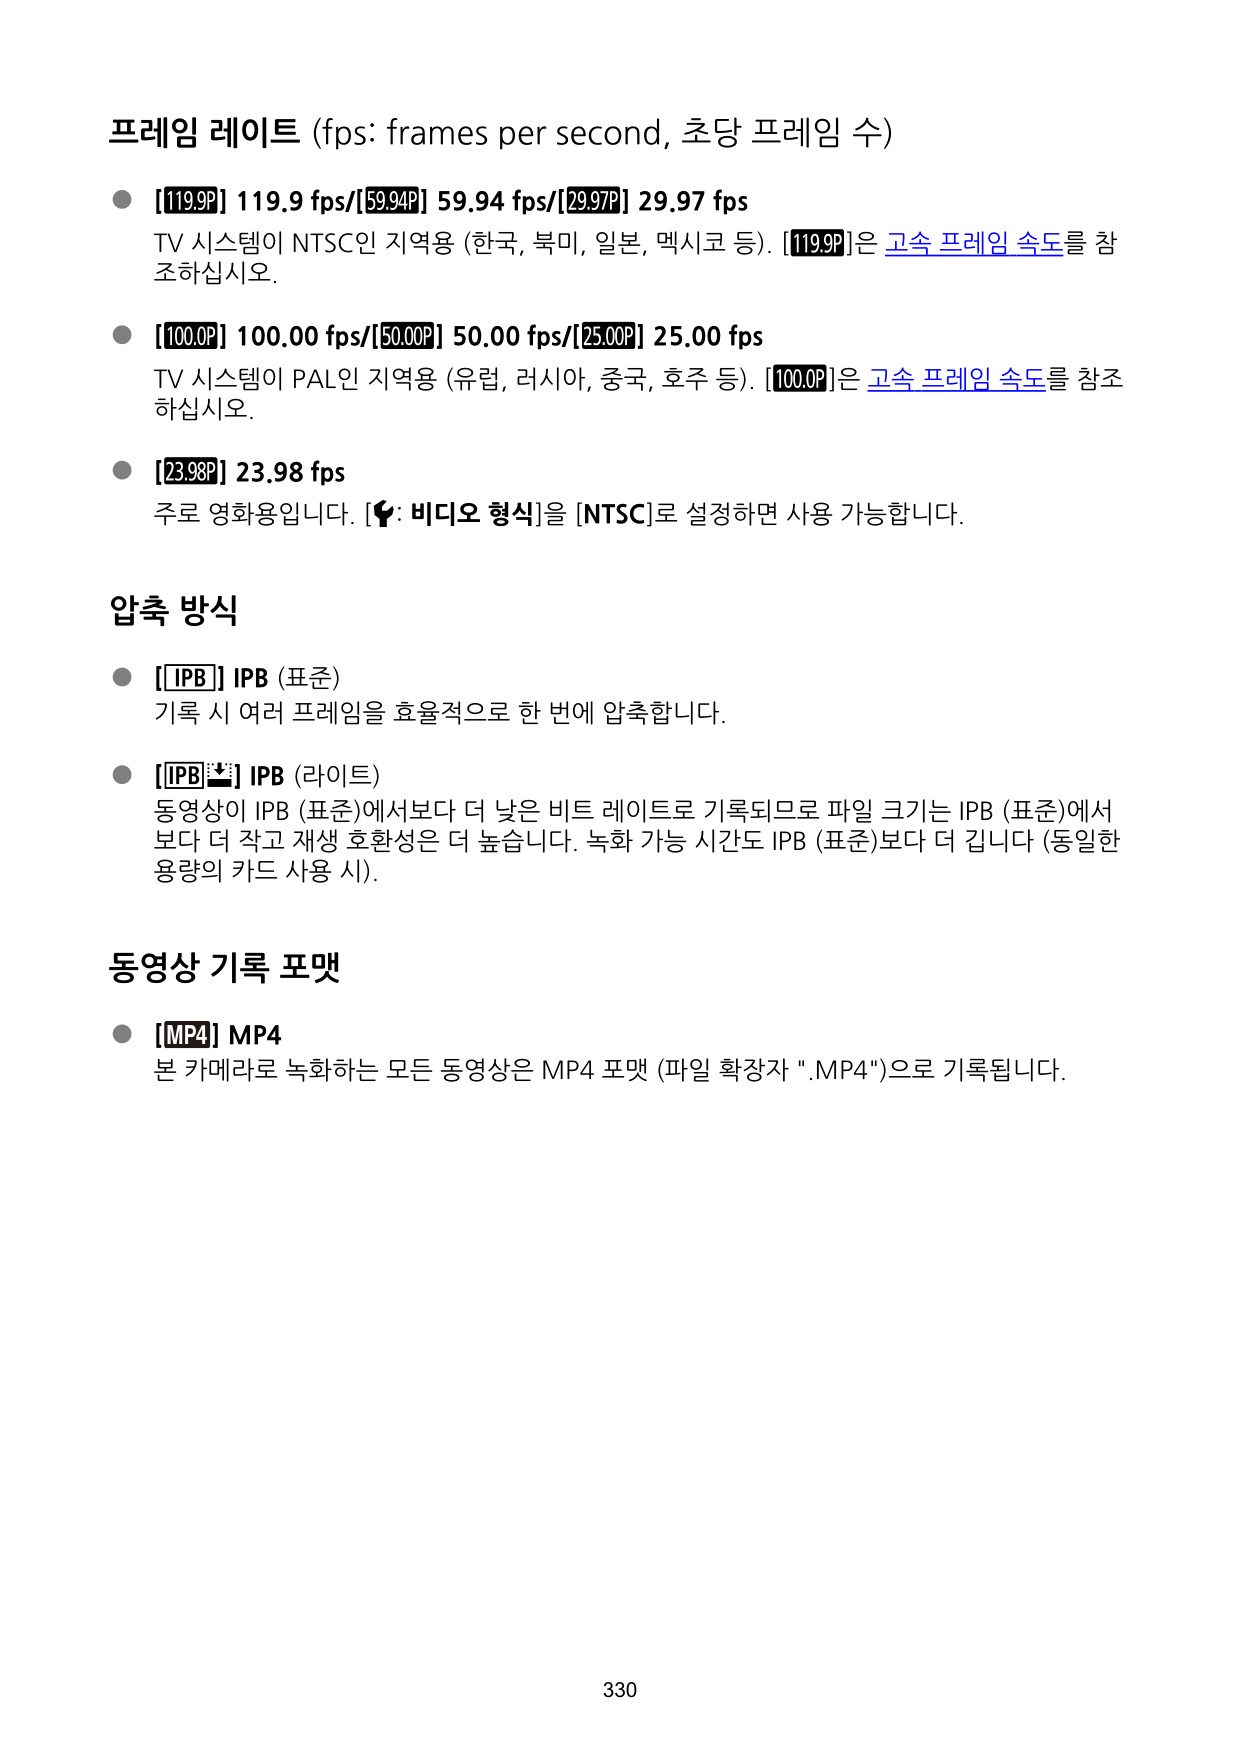 프레임 레이트 (fps: frames per second, 초당 프레임 수)
● [119.9P] 119.9 fps/[59.94P] 59.94 fps/[29.97P] 29.97 fps
TV 시스템이 NTSC인 지역용 (한국, 북미, 일본, 멕시코 등). [119.9P]은 고속 프레임 속도를 참
조하십시오.
● [100.0P] 100.00 fps/[50.00P] 50.00 fps/[25.00P] 25.00 fps
TV 시스템이 PAL인 지역용 (유럽, 러시아, 중국, 호주 등). [100.0P]은 고속 프레임 속도를 참조
하십시오.
● [23.98P] 23.98 fps
주로 영화용입니다. [: 비디오 형식]을 [NTSC]로 설정하면 사용 가능합니다.
압축 방식
● [IPB] IPB (표준)
기록 시 여러 프레임을 효율적으로 한 번에 압축합니다.
● [IPB] IPB (라이트)
동영상이 IPB (표준)에서보다 더 낮은 비트 레이트로 기록되므로 파일 크기는 IPB (표준)에서
보다 더 작고 재생 호환성은 더 높습니다. 녹화 가능 시간도 IPB (표준)보다 더 깁니다 (동일한
용량의 카드 사용 시).
동영상 기록 포맷
● [MP4] MP4
본 카메라로 녹화하는 모든 동영상은 MP4 포맷 (파일 확장자 ".MP4")으로 기록됩니다.
330